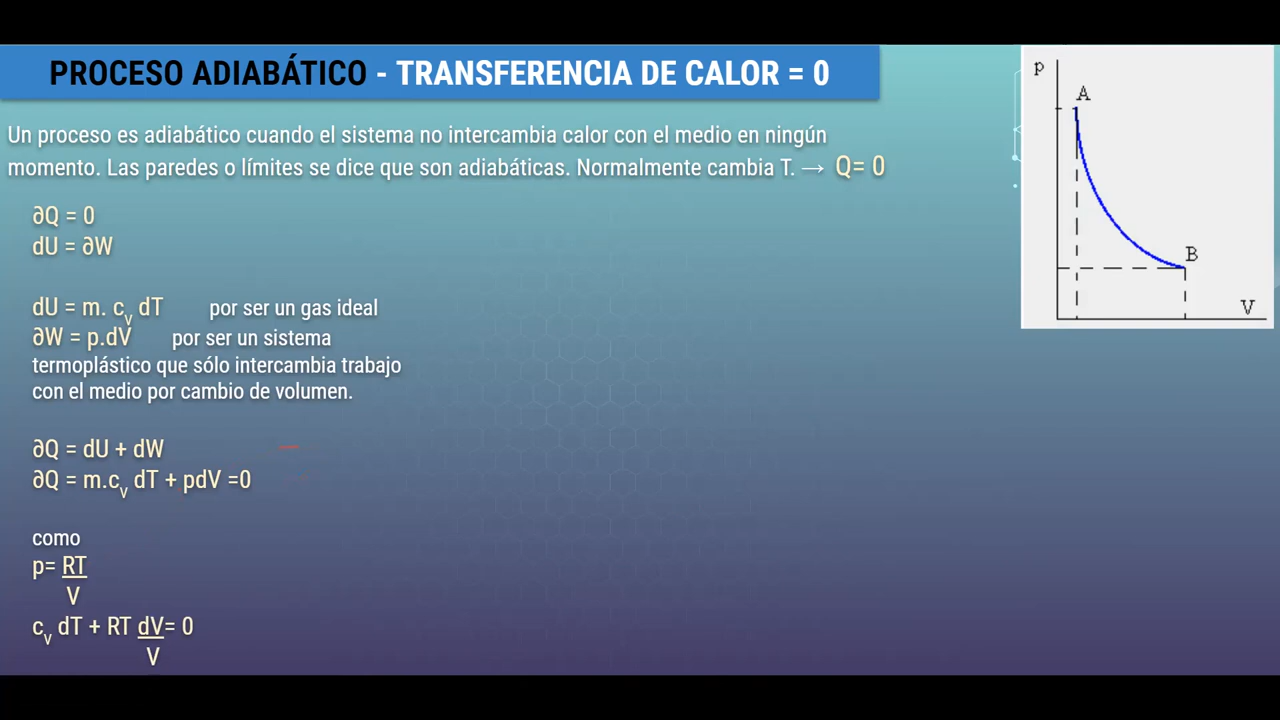 PROCESO ADIABÁTICO - TRANSFERENCIA DE CALOR = 0
Un proceso es adiabático cuando el sistema no intercambia calor con el medio en ningún
momento. Las paredes o límites se dice que son adiabáticas. Normalmente cambia T. → Q= 0
∂Q = 0
dU = ∂W
dU = m. cv dT por ser un gas ideal
∂W = p.dV por ser un sistema
termoplástico que sólo intercambia trabajo
con el medio por cambio de volumen.
∂Q = dU + dW
∂Q = m.cv dT + pdV =0
como
p= RT
V
cv dT + RT dV= 0
V
p
A
B
V